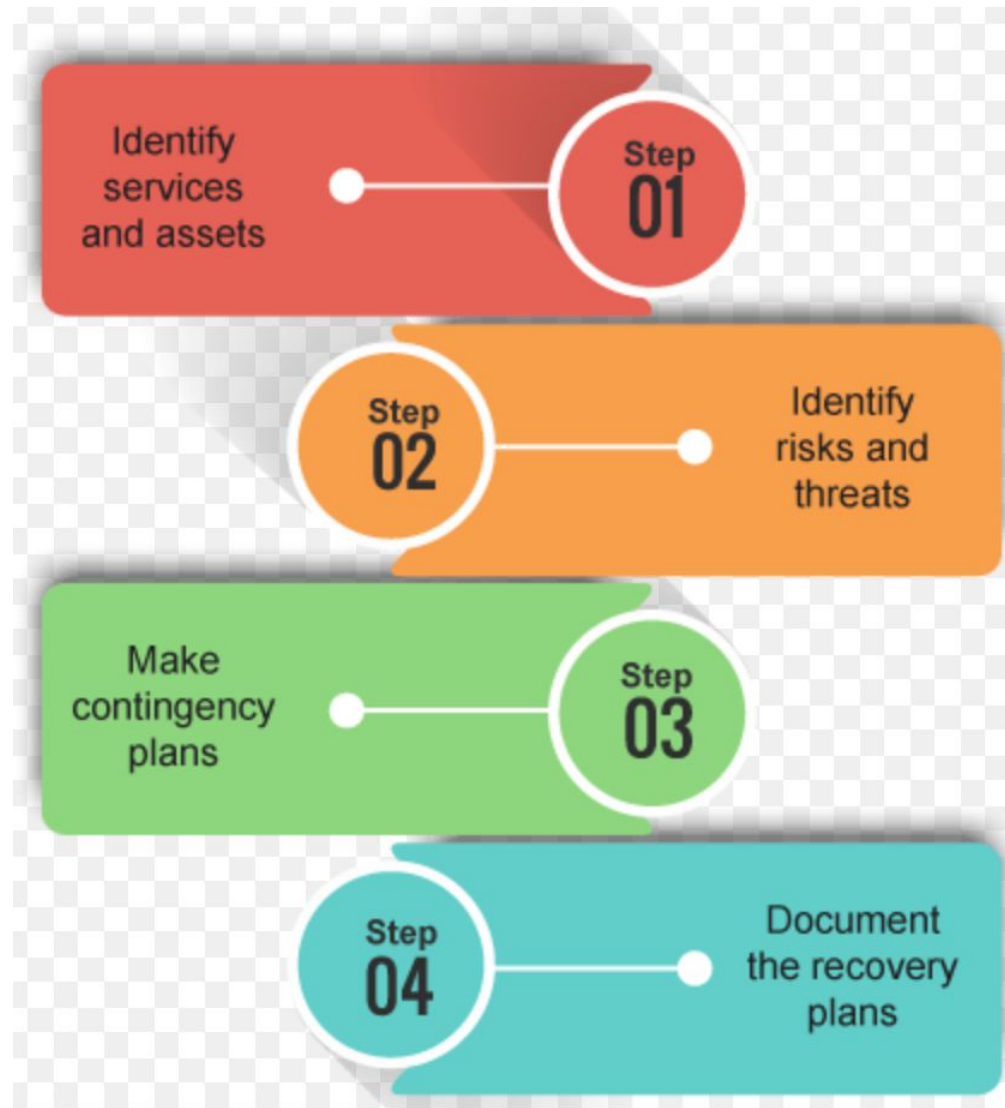 Identify
services
and assets
Step
01
Step
02
Identify
risks and
threats
Make
contingency
plans
Step
03
Step
04
Document
the recovery
plans